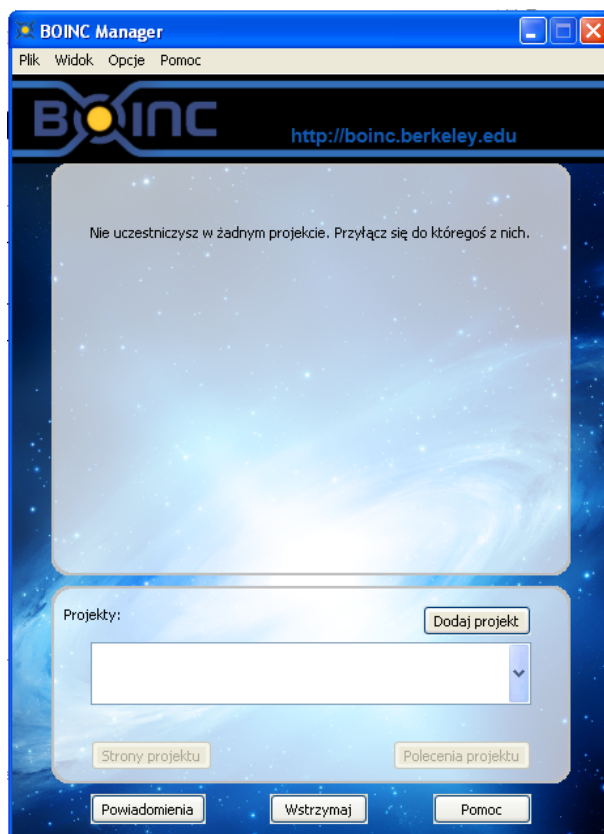 BOINC Manager
Plik Widok Opcje Pomoc
BOINC
http://boinc.berkeley.edu
Nie uczestniczysz w żadnym projekcie. Przyłącz się do któregoś z nich.
Projekty:
Dodaj projekt
Strony projektu
Polecenia projektu
Powiadomienia
Wstrzymaj
Pomoc